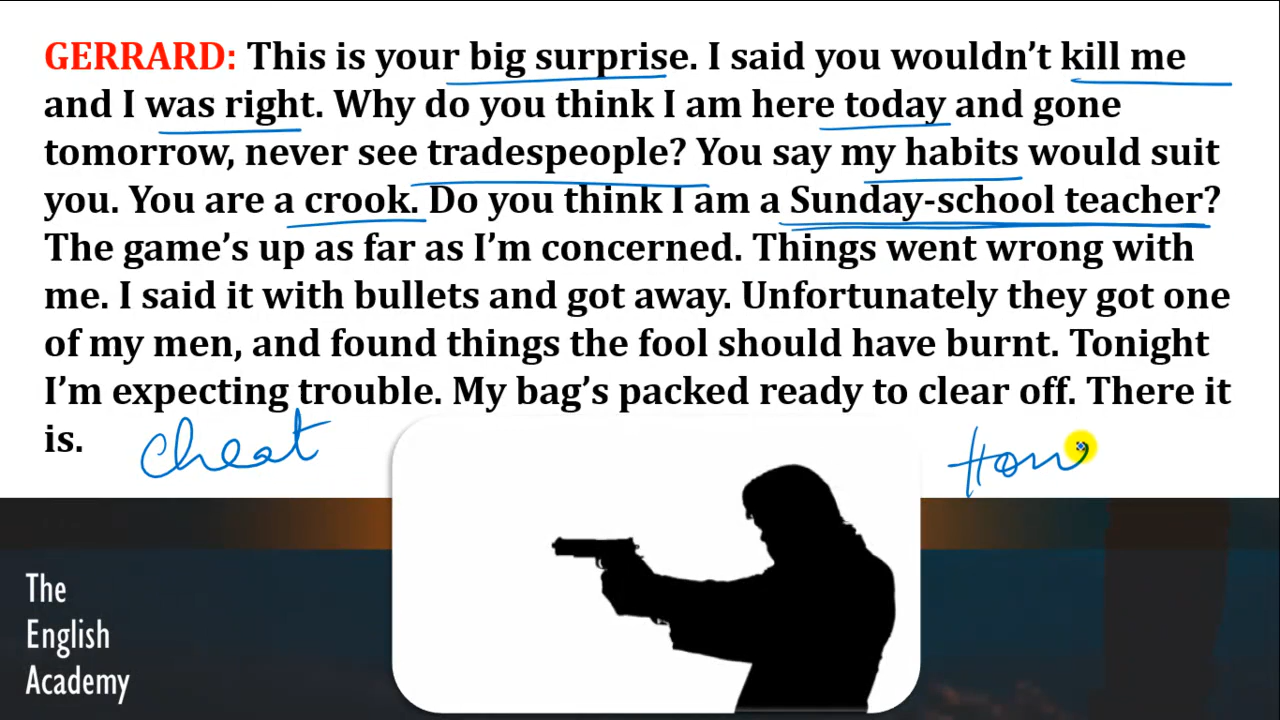 GERRARD: This is your big surprise. I said you wouldn't kill me
and I was right. Why do you think I am here today and gone
tomorrow, never see tradespeople? You say my habits would suit
you. You are a crook. Do you think I am a Sunday-school teacher?
The game's up as far as I'm concerned. Things went wrong with
me. I said it with bullets and got away. Unfortunately they got one
of my men, and found things the fool should have burnt. Tonight
I'm expecting trouble. My bag's packed ready to clear off. There it
is.
cheat
The
English
Academy